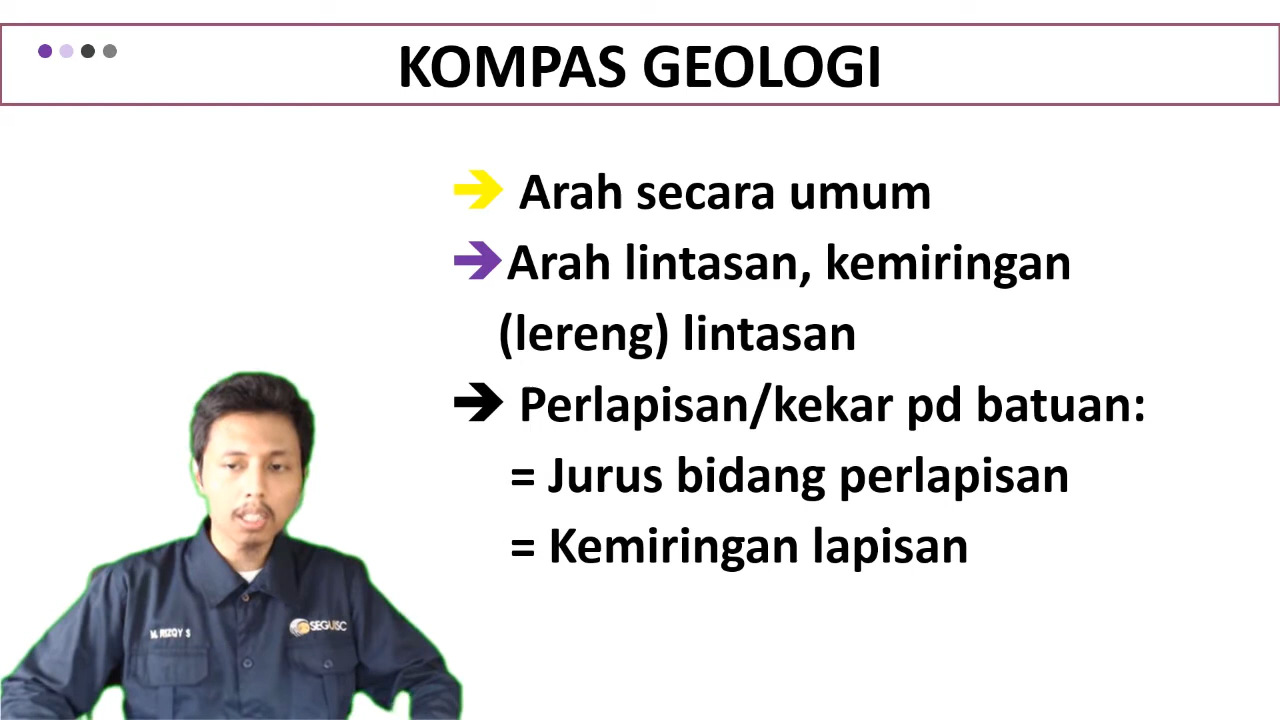 KOMPAS GEOLOGI
➔ Arah secara umum
➔Arah lintasan, kemiringan
(lereng) lintasan
➔ Perlapisan/kekar pd batuan:
= Jurus bidang perlapisan
= Kemiringan lapisan
M. RIZQY S
SEGUISC